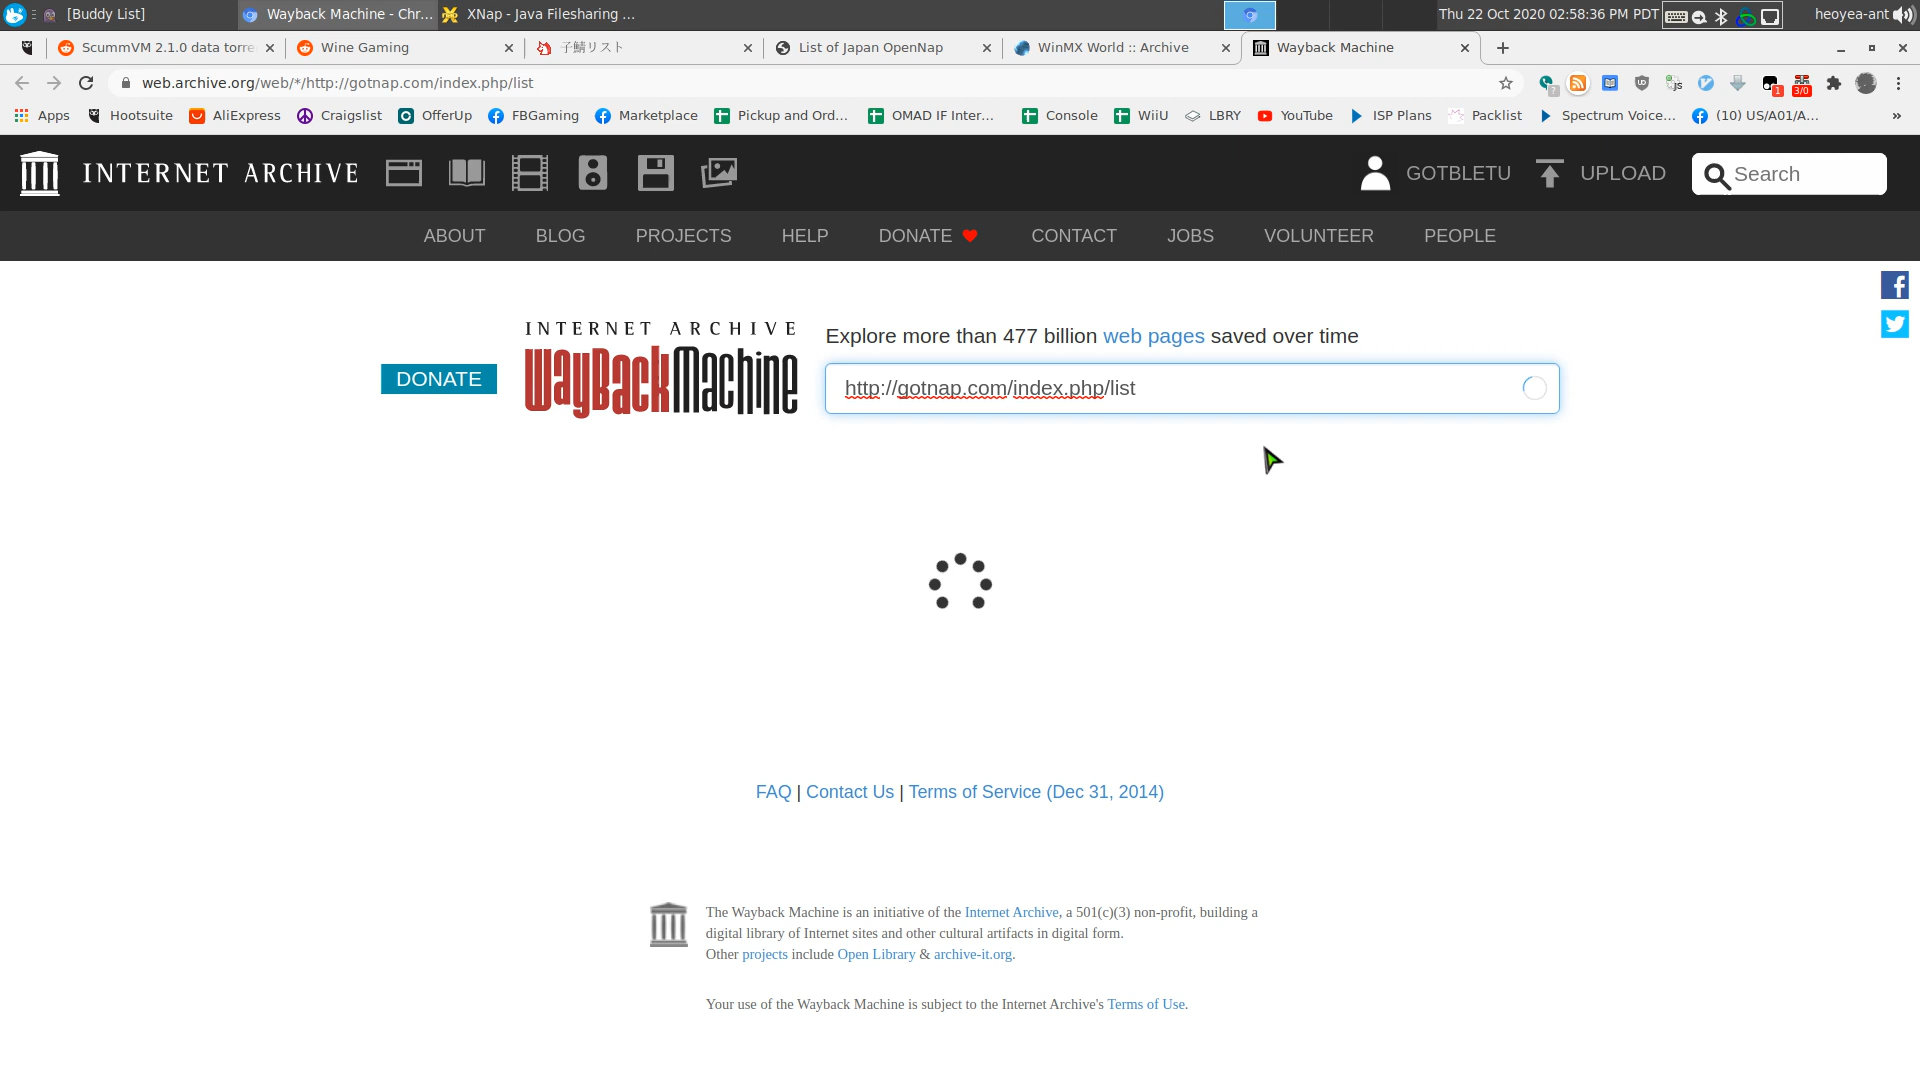 [Buddy List]
Wayback Machine - Chr...
XNap - Java Filesharing ...
Thu 22 Oct 2020 02:58:36 PM PDT
heoyea-ant
ScummVM 2.1.0 data torre
Wine Gaming
子鯖リスト
List of Japan OpenNap
WinMX World :: Archive
Wayback Machine
web.archive.org/web/*/http://gotnap.com/index.php/list
1
3/0
Apps
Hootsuite
AliExpress
Craigslist
OfferUp
FBGaming
Marketplace
Pickup and Ord...
OMAD IF Inter...
Console
WiiU
LBRY
YouTube
ISP Plans
Packlist
Spectrum Voice...
(10) US/A01/A...
»
INTERNET ARCHIVE
GOTBLETU
UPLOAD
Search
ABOUT
BLOG
PROJECTS
HELP
DONATE
CONTACT
JOBS
VOLUNTEER
PEOPLE
DONATE
INTERNET ARCHIVE
WayBackMachine
Explore more than 477 billion web pages saved over time
http://gotnap.com/index.php/list
FAQ | Contact Us | Terms of Service (Dec 31, 2014)
The Wayback Machine is an initiative of the Internet Archive, a 501(c)(3) non-profit, building a
digital library of Internet sites and other cultural artifacts in digital form.
Other projects include Open Library & archive-it.org.
Your use of the Wayback Machine is subject to the Internet Archive's Terms of Use.